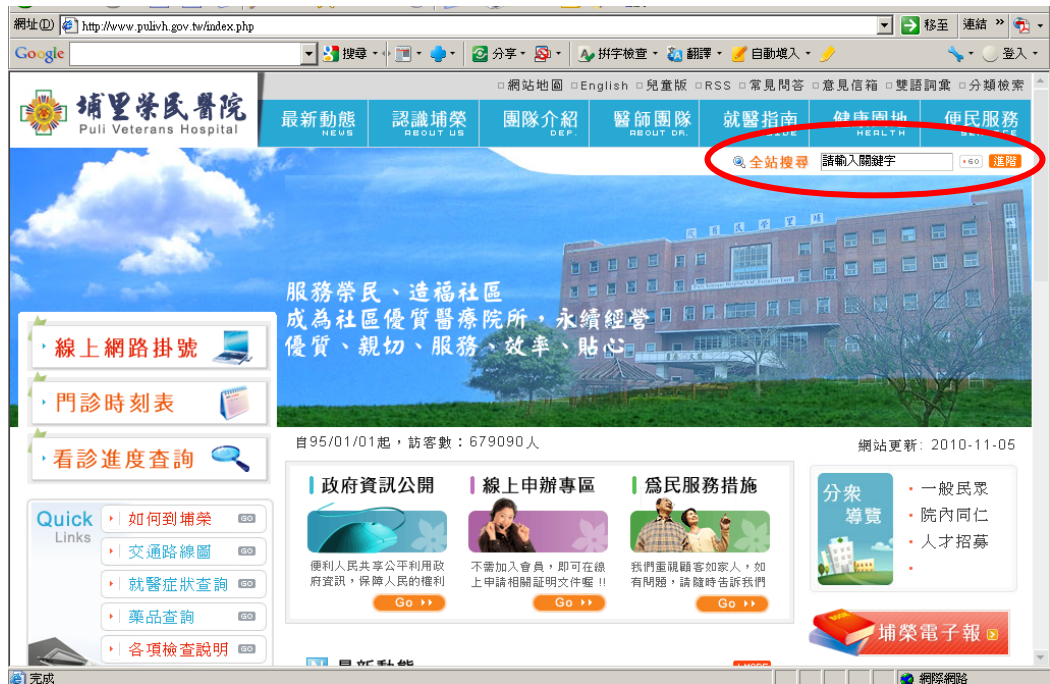 網址(D) http://www.pulivh.gov.tw/index.php 移至 連結 »
Google 搜尋 分享 拼字檢查 翻譯 自動填入 登入
網站地圖 English 兒童版 RSS 常見問答 意見信箱 雙語詞彙 分類檢索
埔里榮民醫院
Puli Veterans Hospital
最新動態 認識埔榮 團隊介紹 醫師團隊 就醫指南 健康園地 便民服務
NEWS ABOUT US DEP. ABOUT DR. HEALTH
全站搜尋 請輸入關鍵字 GO 進階
服務榮民、造福社區
成為社區優質醫療院所,永續經營
優質、親切、服務、效率、貼心
線上網路掛號
門診時刻表
看診進度查詢
自95/01/01起,訪客數:679090人 網站更新: 2010-11-05
Quick
Links
如何到埔榮 GO
交通路線圖 GO
就醫症狀查詢 GO
藥品查詢 GO
各項檢查說明 GO
政府資訊公開
便利人民共享公平利用政
府資訊,保障人民的權利
Go
線上申辦專區
不需加入會員,即可在線
上申請相關証明文件喔!!
Go
為民服務措施
我們重視顧客如家人,如
有問題,請隨時告訴我們
Go
分眾
導覽
一般民眾
院內同仁
人才招募
埔榮電子報
最新動態 MORE
完成 網際網路